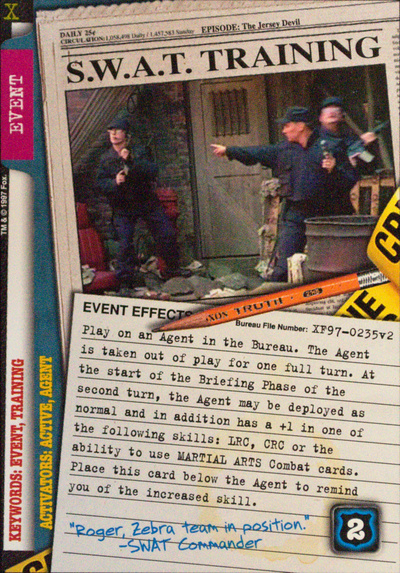 X
DAILY 25¢
EPISODE: The Jersey Devil
CIRCULATION: 1,058,498 Daily / 1,457,983 Sunday
S.W.A.T. TRAINING
EVENT
TM & © 1997 Fox.
EVENT EFFECTS
TRUTH
Bureau File Number: XF97-0235v2
Play on an Agent in the Bureau. The Agent
is taken out of play for one full turn. At
the start of the Briefing Phase of the
second turn, the Agent may be deployed as
normal and in addition has a +1 in one of
the following skills: LRC, CRC or the
ability to use MARTIAL ARTS Combat cards.
Place this card below the Agent to remind
you of the increased skill.
"Roger, Zebra team in position."
-SWAT Commander
2
KEYWORDS: EVENT, TRAINING
ACTIVATORS: ACTIVE, AGENT